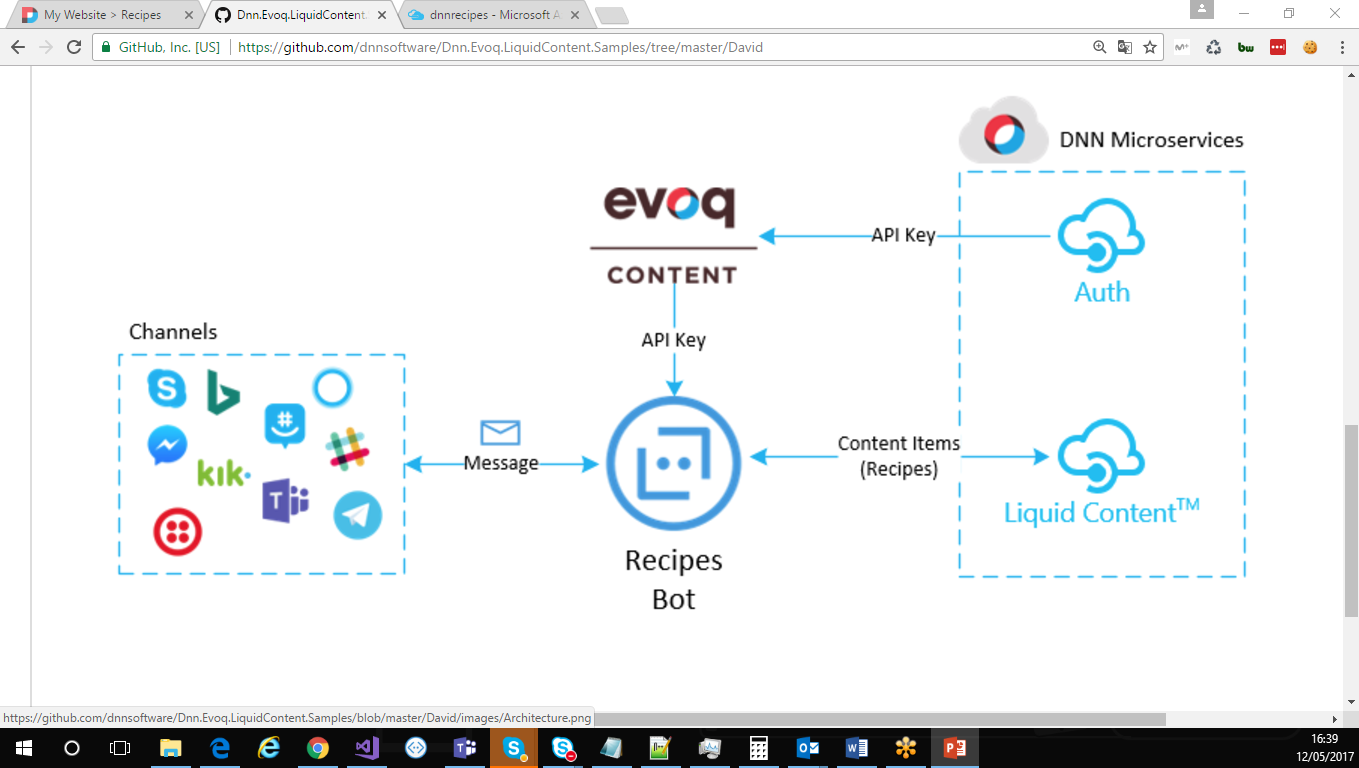 My Website > Recipes
Dnn.Evoq.LiquidContent.
dnnrecipes - Microsoft A
GitHub, Inc. [US]
https://github.com/dnnsoftware/Dnn.Evoq.LiquidContent.Samples/tree/master/David
bw
DNN Microservices
evoq
CONTENT
API Key
Auth
Channels
API Key
kik
Message
Content Items
(Recipes)
Liquid Content™
Recipes
Bot
https://github.com/dnnsoftware/Dnn.Evoq.LiquidContent.Samples/blob/master/David/images/Architecture.png
16:39
12/05/2017